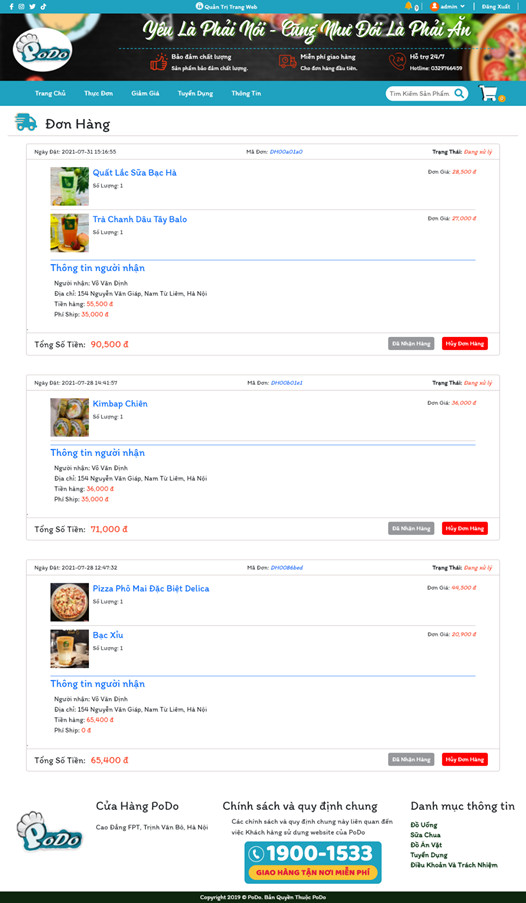 Quản Trị Trang Web
0
admin
Đăng Xuất
PoDo
Yêu Là Phải Nói - Cũng Như Đói Là Phải Ăn
Bảo đảm chất lượng
Sản phẩm bảo đảm chất lượng.
Miễn phí giao hàng
Cho đơn hàng đầu tiên.
Hỗ trợ 24/7
Hotline: 0329766459
Trang Chủ
Thực Đơn
Giảm Giá
Tuyển Dụng
Thông Tin
Tìm Kiếm Sản Phẩm
Đơn Hàng
Ngày Đặt: 2021-07-31 15:16:55
Mã Đơn: DH00a01a0
Trạng Thái: Đang xử lý
Quất Lắc Sữa Bạc Hà
Đơn Giá: 28,500 đ
Số Lượng: 1
Trà Chanh Dâu Tây Balo
Đơn Giá: 27,000 đ
Số Lượng: 1
Thông tin người nhận
Người nhận: Võ Văn Định
Địa chỉ: 154 Nguyễn Văn Giáp, Nam Từ Liêm, Hà Nội
Tiền hàng: 55,500 đ
Phí Ship: 35,000 đ
Tổng Số Tiền: 90,500 đ
Đã Nhận Hàng
Hủy Đơn Hàng
Ngày Đặt: 2021-07-28 14:41:57
Mã Đơn: DH00b01e1
Trạng Thái: Đang xử lý
Kimbap Chiên
Đơn Giá: 36,000 đ
Số Lượng: 1
Thông tin người nhận
Người nhận: Võ Văn Định
Địa chỉ: 154 Nguyễn Văn Giáp, Nam Từ Liêm, Hà Nội
Tiền hàng: 36,000 đ
Phí Ship: 35,000 đ
Tổng Số Tiền: 71,000 đ
Đã Nhận Hàng
Hủy Đơn Hàng
Ngày Đặt: 2021-07-28 12:47:32
Mã Đơn: DH0086bed
Trạng Thái: Đang xử lý
Pizza Phô Mai Đặc Biệt Delica
Đơn Giá: 44,500 đ
Số Lượng: 1
Bạc Xỉu
Đơn Giá: 20,900 đ
Số Lượng: 1
Thông tin người nhận
Người nhận: Võ Văn Định
Địa chỉ: 154 Nguyễn Văn Giáp, Nam Từ Liêm, Hà Nội
Tiền hàng: 65,400 đ
Phí Ship: 0 đ
Tổng Số Tiền: 65,400 đ
Đã Nhận Hàng
Hủy Đơn Hàng
PoDo
Cửa Hàng PoDo
Cao Đẳng FPT, Trịnh Văn Bô, Hà Nội
Chính sách và quy định chung
Các chính sách và quy định chung này liên quan đến
việc Khách hàng sử dụng website của PoDo
1900-1533
GIAO HÀNG TẬN NƠI MIỄN PHÍ
Danh mục thông tin
Đồ Uống
Sữa Chua
Đồ Ăn Vặt
Tuyển Dụng
Điều Khoản Và Trách Nhiệm
Copyright 2019 © PoDo. Bản Quyền Thuộc PoDo